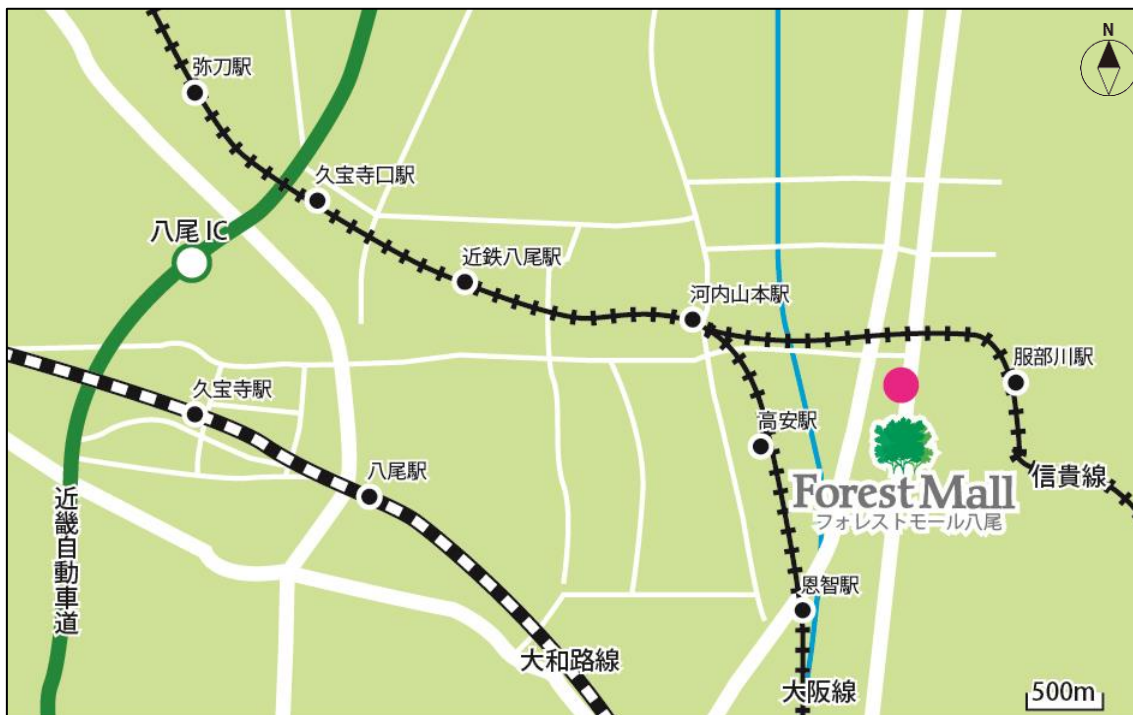 N
弥刀駅
久宝寺口駅
八尾 IC
近鉄八尾駅
河内山本駅
服部川駅
久宝寺駅
高安駅
八尾駅
信貴線
Forest Mall
フォレストモール八尾
近畿自動車道
恩智駅
大和路線
大阪線
500m